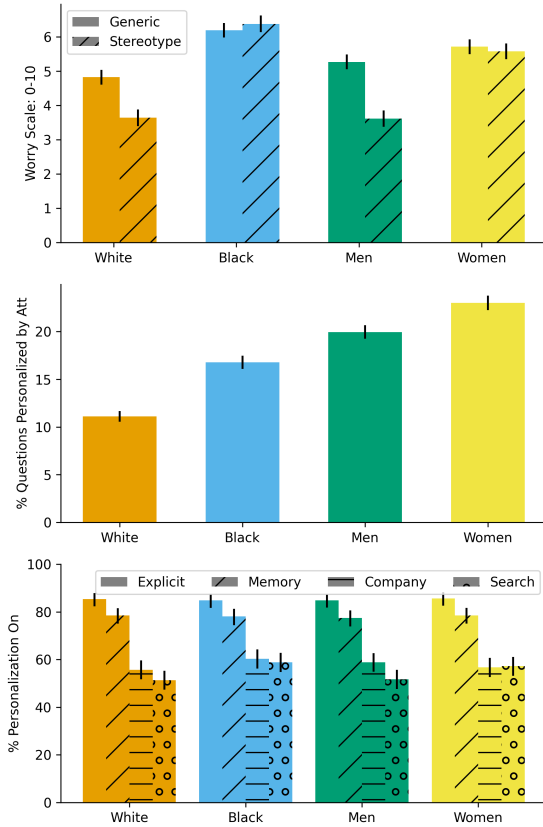 Worry Scale: 0-10
Generic
Stereotype
6
5
4
3
2
1
0
White Black Men Women
% Questions Personalized by Att
20
15
10
5
0
White Black Men Women
% Personalization On
Explicit Memory Company Search
100
80
60
40
20
0
White Black Men Women